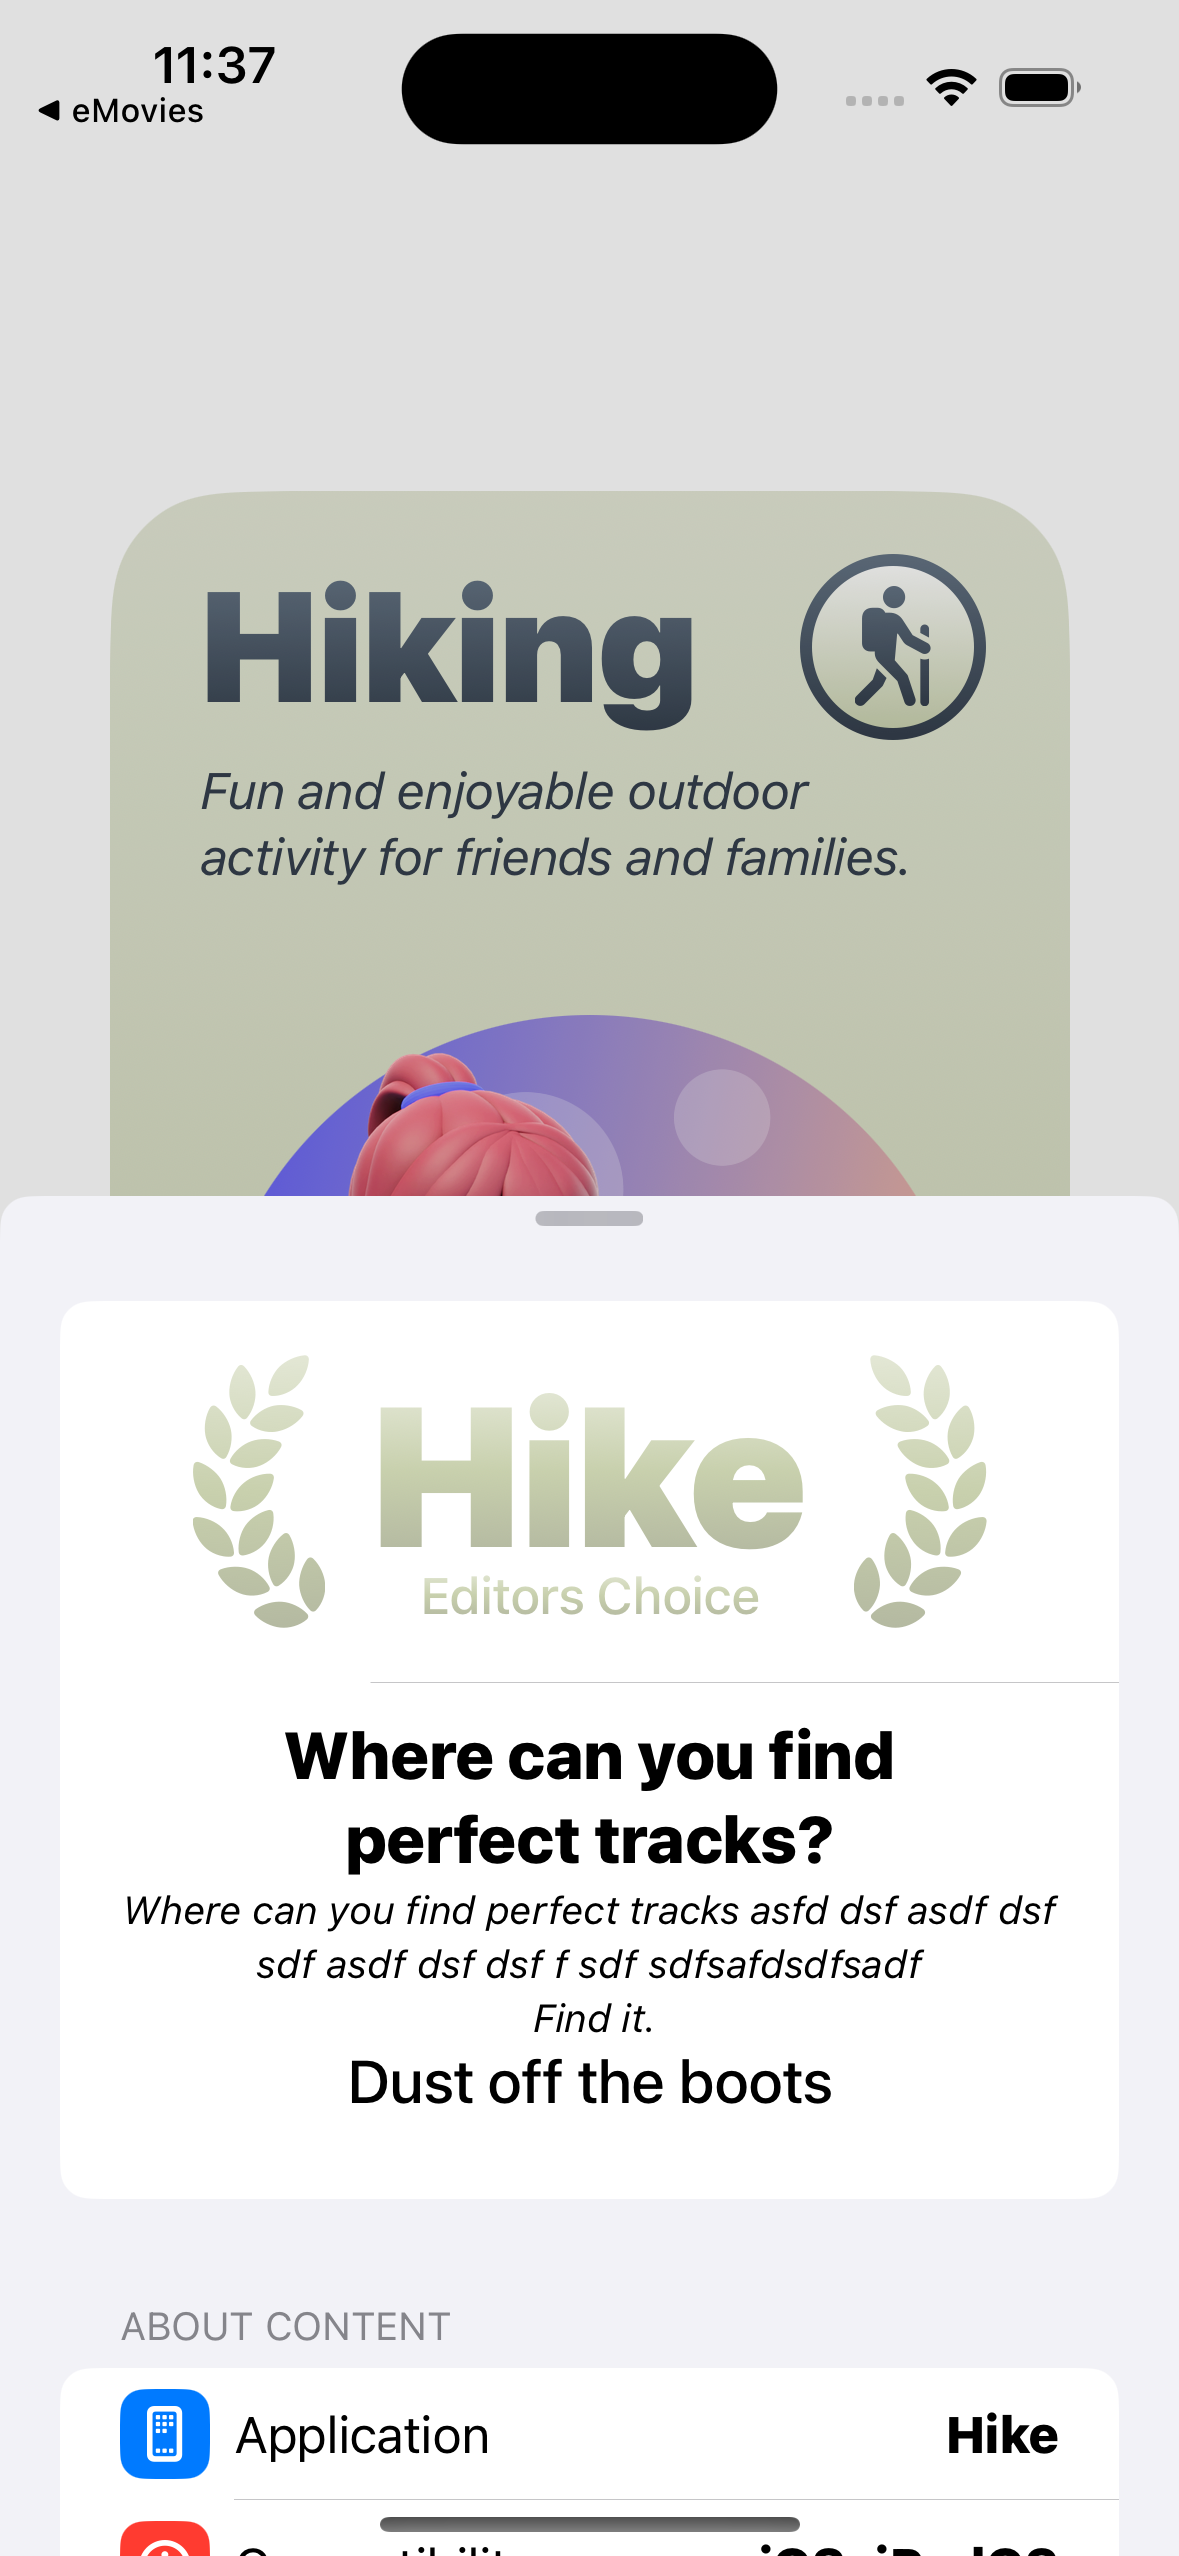 11:37
◀ eMovies
Hiking
Fun and enjoyable outdoor
activity for friends and families.
Hike
Editors Choice
Where can you find
perfect tracks?
Where can you find perfect tracks asfd dsf asdf dsf
sdf asdf dsf dsf f sdf sdfsafdsdfsadf
Find it.
Dust off the boots
ABOUT CONTENT
Application Hike